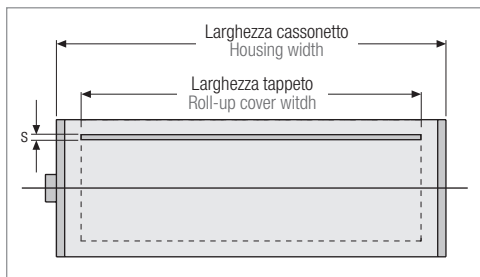 Larghezza cassonetto
Housing width
Larghezza tappeto
Roll-up cover witdh
s